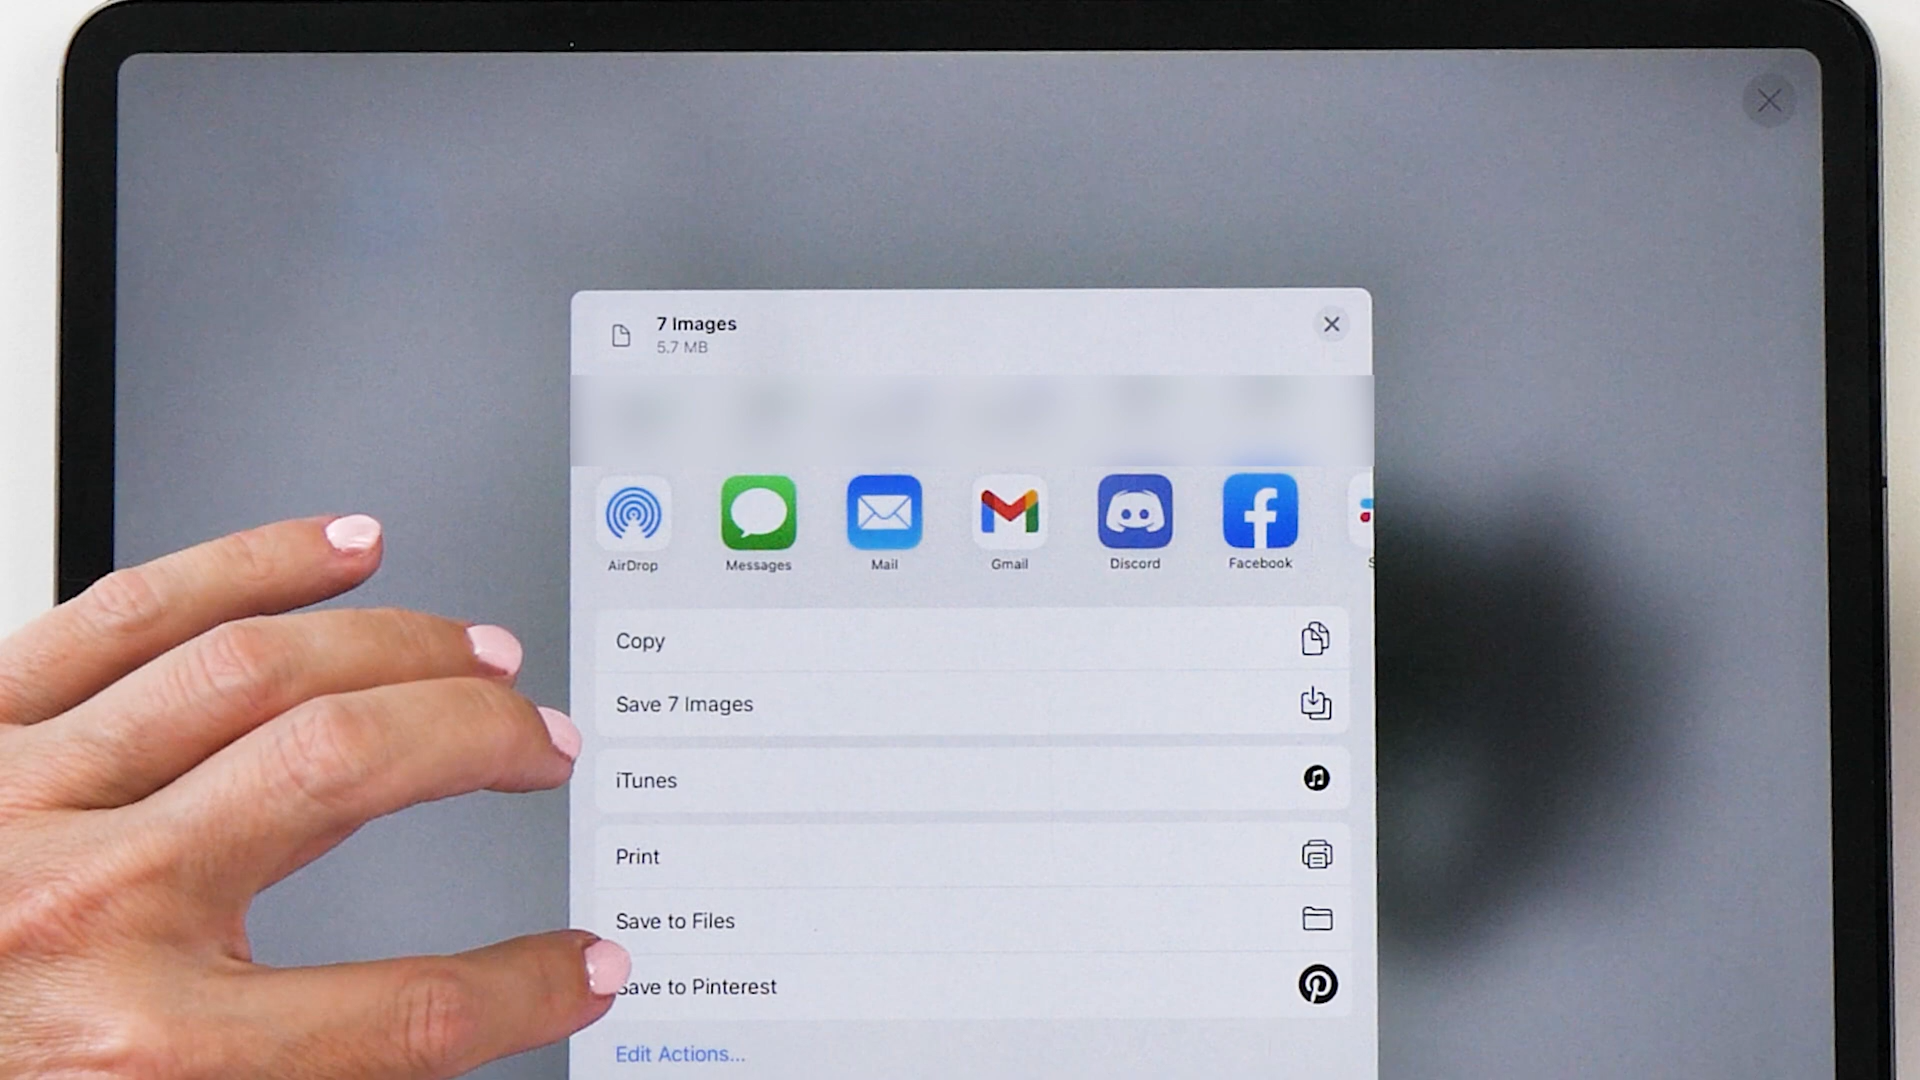 7 Images
5.7 MB
AirDrop
Messages
Mail
Gmail
Discord
Facebook
Copy
Save 7 Images
iTunes
Print
Save to Files
Save to Pinterest
Edit Actions...